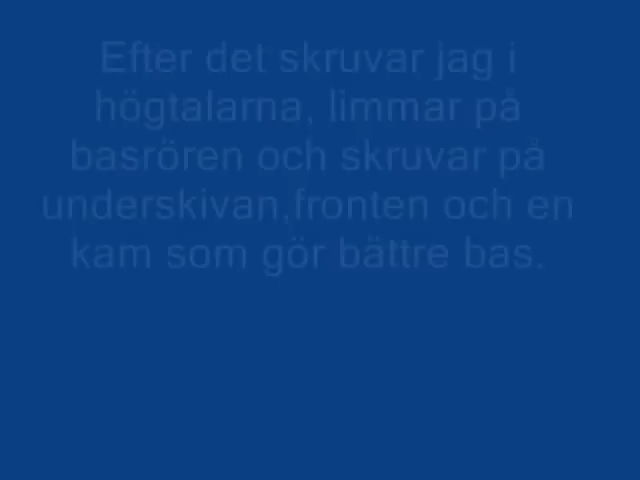 Efter det skruvar jag i
högtalarna, limmar på
basrören och skruvar på
underskivan,fronten och en
kam som gör bättre bas.